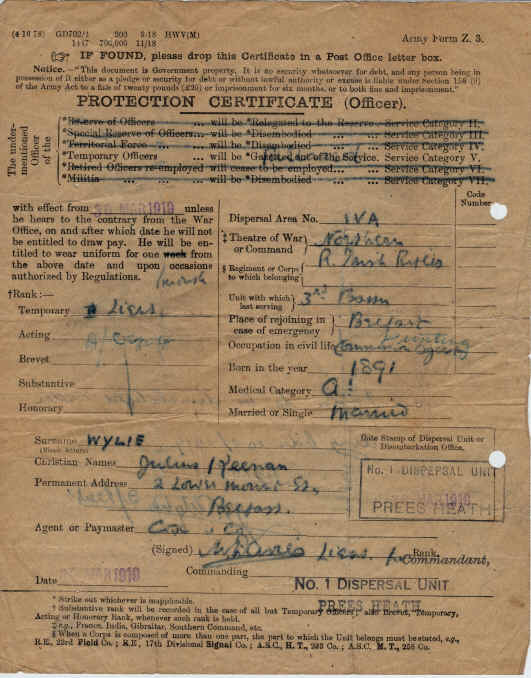 (4 10 78) GD702/1 200 3/18 HWV(M)
1447 700,000 11/18
Army Form Z. 3.
IF FOUND, please drop this Certificate in a Post Office letter box.
Notice.—"This document is Government property. It is no security whatsoever for debt, and any person being in
possession of it either as a pledge or security for debt or without lawful authority or excuse is liable under Section 156 (9)
of the Army Act to a fine of twenty pounds (£20) or imprisonment for six months, or to both fine and imprisonment."
PROTECTION CERTIFICATE (Officer).
The under-mentioned Officer of the
*Reserve of Officers ... will be *Relegated to the Reserve. Service Category II.
*Special Reserve of Officers... will be *Disembodied ... Service Category III.
*Territorial Force ... will be *Disembodied ... Service Category IV.
*Temporary Officers ... will be Service. Service Category V.
*Retired Officers re-employed will cease to be employed... Service Category VI.
*Militia ... will be *Disembodied ... Service Category VII.
Code Number
with effect from MAR 1919 unless
he hears to the contrary from the War
Office, on and after which date he will not
be entitled to draw pay. He will be en-
titled to wear uniform for one week from
month
the above date and upon occasions
authorized by Regulations.
†Rank:—
Temporary Lieut.
Acting
Brevet
Substantive
Honorary
Dispersal Area No. IVA
‡Theatre of War or Command Northern
§Regiment or Corps to which belonging R. Irish Rifles
Unit with which last serving 3rd Battn
Place of rejoining in case of emergency Belfast
Occupation in civil life
Born in the year 1891
Medical Category A1
Married or Single Married
Surname WYLIE
(Block letters)
Christian Names Julius Keenan
Permanent Address 2 Lower Mount St.,
Belfast.
Agent or Paymaster Cox & Co.
Date Stamp of Dispersal Unit or
Disembarkation Office.
No. 1 DISPERSAL UNIT
MAR 1919
PREES HEATH
(Signed) Lieut. Rank,
for Commandant,
Commanding
Date MAR 1919
No. 1 DISPERSAL UNIT
PREES HEATH
* Strike out whichever is inapplicable.
† Substantive rank will be recorded in the case of all but Temporary Officers; also Brevet, Temporary,
Acting or Honorary Rank, whenever such rank is held.
‡ e.g., France, India, Gibraltar, Southern Command, etc.
§ When a Corps is composed of more than one part, the part to which the Unit belongs must be stated, e.g.,
R.E., 23rd Field Co.; R.E., 17th Divisional Signal Co.; A.S.C., H.T., 293 Co.; A.S.C. M.T., 256 Co.